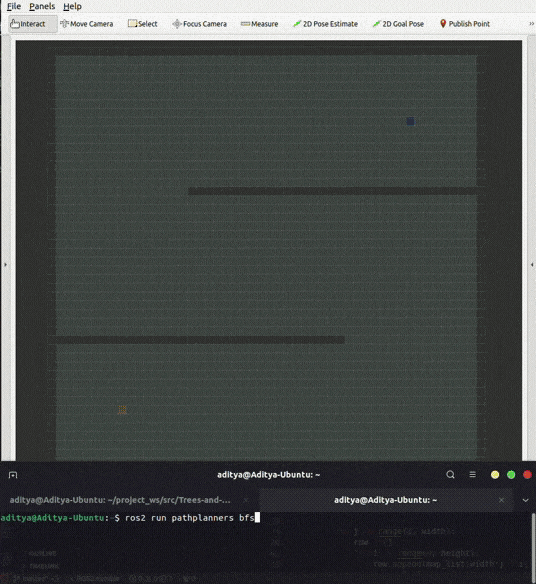 File Panels Help
Interact Move Camera Select Focus Camera Measure 2D Pose Estimate 2D Goal Pose Publish Point »
aditya@Aditya-Ubuntu: ~
aditya@Aditya-Ubuntu: ~/project_ws/src/Trees-and-... × aditya@Aditya-Ubuntu: ~ ×
aditya@Aditya-Ubuntu:~$ ros2 run pathplanners bfs